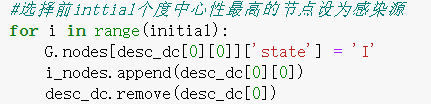 #选择前inttial个度中心性最高的节点设为感染源
for i in range(initial):
    G.nodes[desc_dc[0][0]]['state'] = 'I'
    i_nodes.append(desc_dc[0][0])
    desc_dc.remove(desc_dc[0])